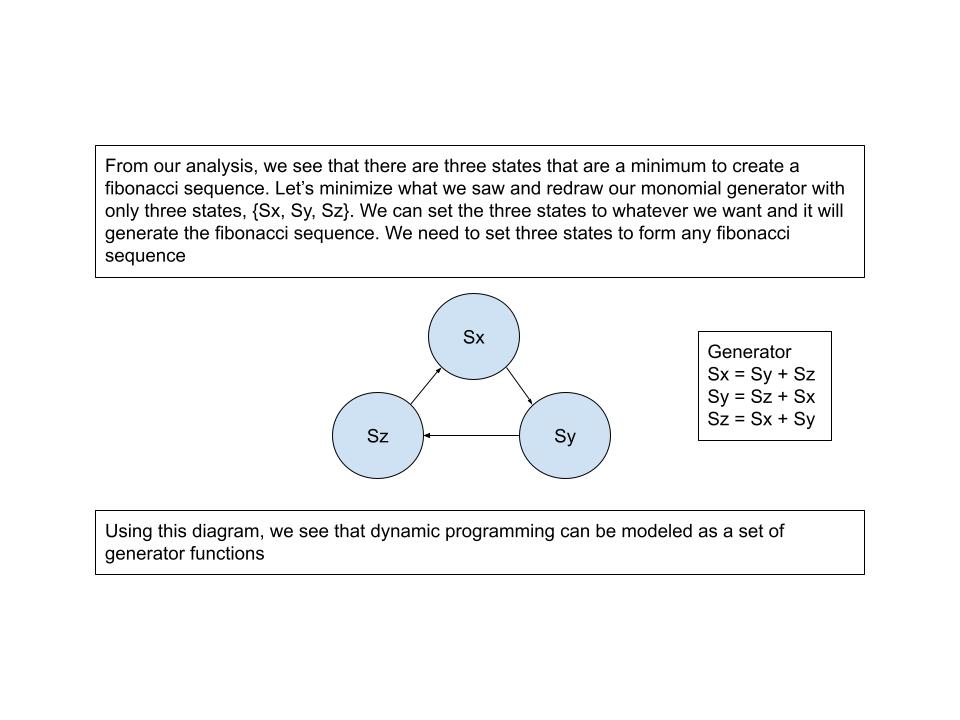 From our analysis, we see that there are three states that are a minimum to create a
fibonacci sequence. Let’s minimize what we saw and redraw our monomial generator with
only three states, {Sx, Sy, Sz}. We can set the three states to whatever we want and it will
generate the fibonacci sequence. We need to set three states to form any fibonacci
sequence
Sx
Sz
Sy
Generator
Sx = Sy + Sz
Sy = Sz + Sx
Sz = Sx + Sy
Using this diagram, we see that dynamic programming can be modeled as a set of
generator functions